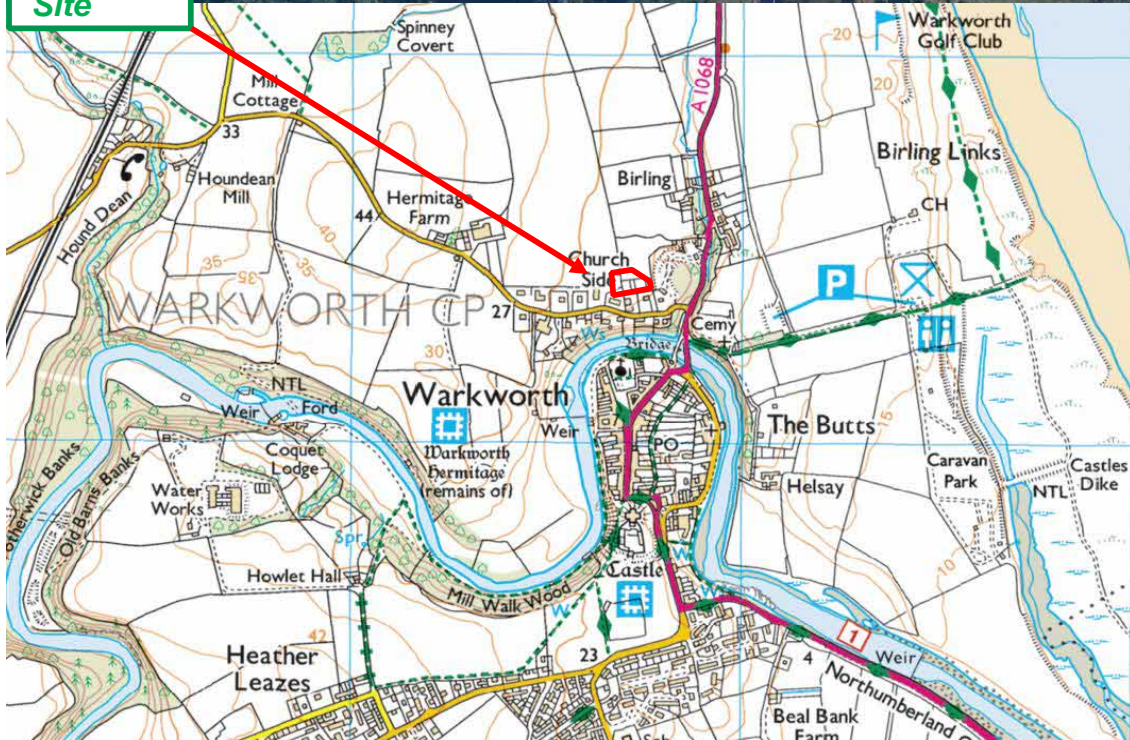 Site
Spinney
Covert
Warkworth
Golf Club
20
20
Mill
Cottage
A1068
33
Houndean
Mill
Hound Dean
Birling
Birling Links
Hermitage
Farm
44
CH
40
35
35
Church
Side
P
WARKWORTH CP
27
W
Cemy
Bridge
30
NTL
Weir
Ford
Warkworth
Weir
Warkworth
Hermitage
(remains of)
The Butts
15
PO
Coquet
Lodge
Water
Works
Old Barns Banks
Banks
Helsay
Caravan
Park
NTL
Castles
Dike
Spr
Howlet Hall
Castle
W
W
Mill Walk Wood
W
10
42
Heather
Leazes
23
1
4
Weir
Northumberland
Beal Bank
Farm
Sch